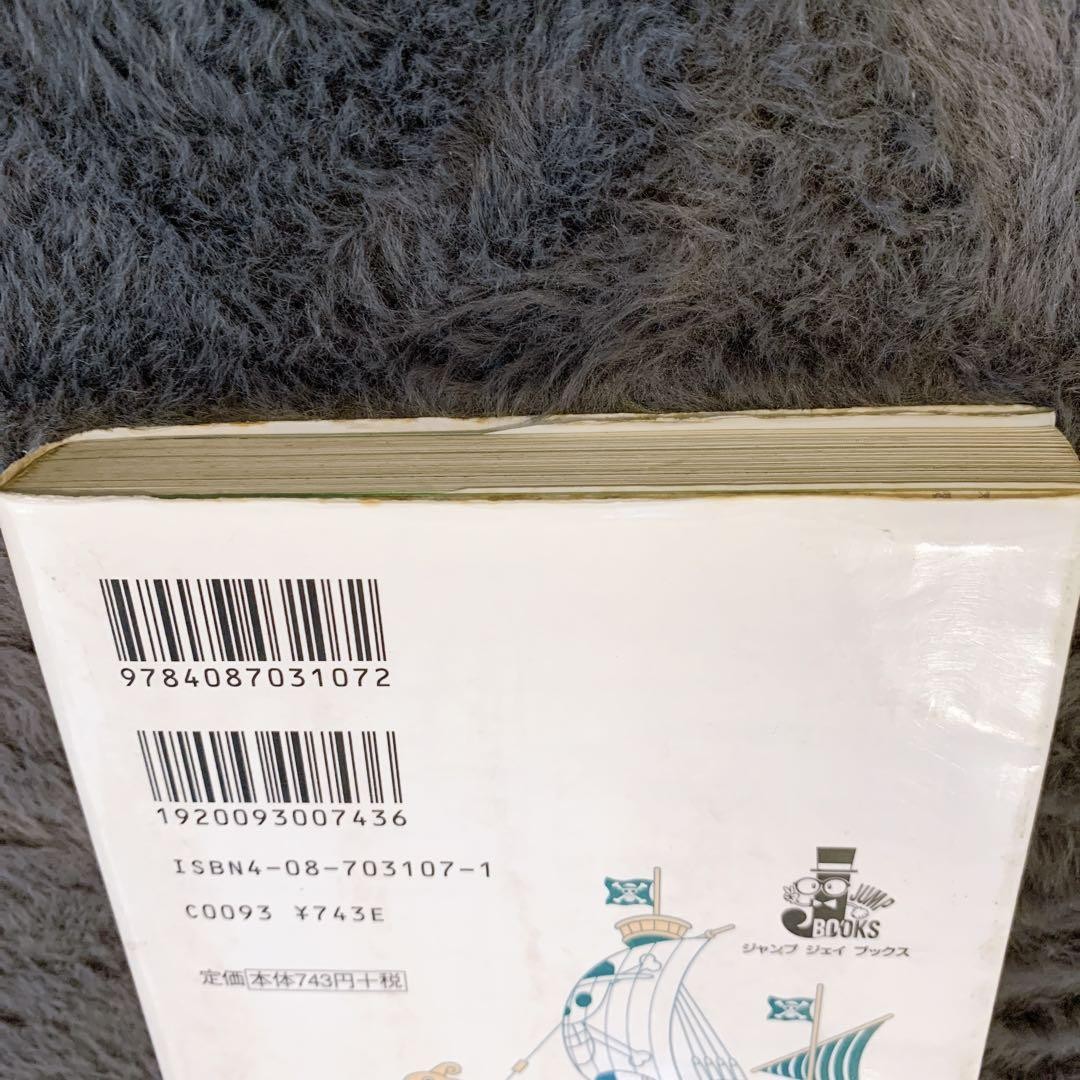 9784087031072
1920093007436
ISBN4-08-703107-1
C0093 ¥743E
定価本体743円+税
JUMP
J BOOKS
ジャンプ ジェイ ブックス